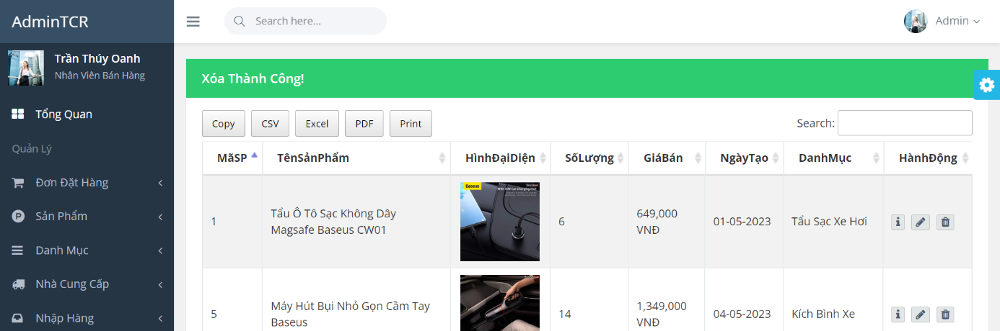 AdminTCR
Search here...
Admin
Trần Thúy Oanh
Nhân Viên Bán Hàng
Tổng Quan
Quản Lý
Đơn Đặt Hàng
Sản Phẩm
Danh Mục
Nhà Cung Cấp
Nhập Hàng
Xóa Thành Công!
Copy CSV Excel PDF Print
Search:
MãSP TênSảnPhẩm HìnhĐạiDiện SốLượng GiáBán NgàyTạo DanhMục HànhĐộng
Baseus
1 Tẩu Ô Tô Sạc Không Dây 6 649,000 01-05-2023 Tẩu Sạc Xe Hơi
Magsafe Baseus CW01 VNĐ
5 Máy Hút Bụi Nhỏ Gọn Cầm Tay 14 1,349,000 04-05-2023 Kích Bình Xe
Baseus VNĐ